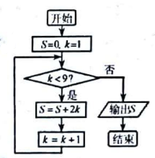 开始
S=0, k=1
k<9?
否
是
S=S+2k
输出S
k=k+1
结束